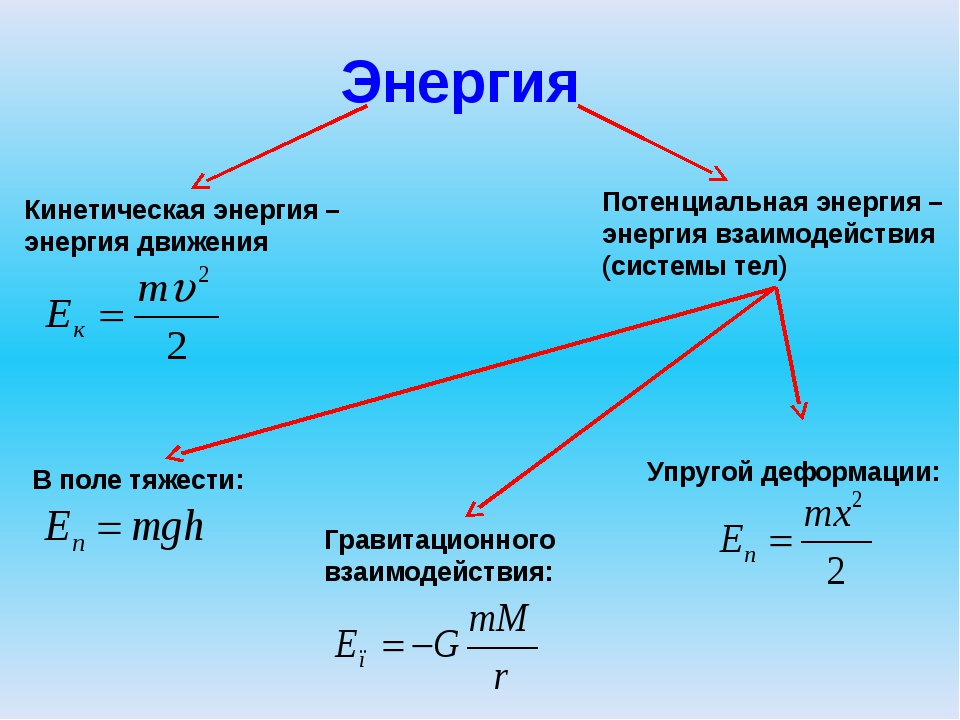 Энергия
Кинетическая энергия –
энергия движения
Eк = mυ²/2
Потенциальная энергия –
энергия взаимодействия
(системы тел)
В поле тяжести:
Eп = mgh
Гравитационного
взаимодействия:
Eï = –G mM/r
Упругой деформации:
Eп = mx²/2